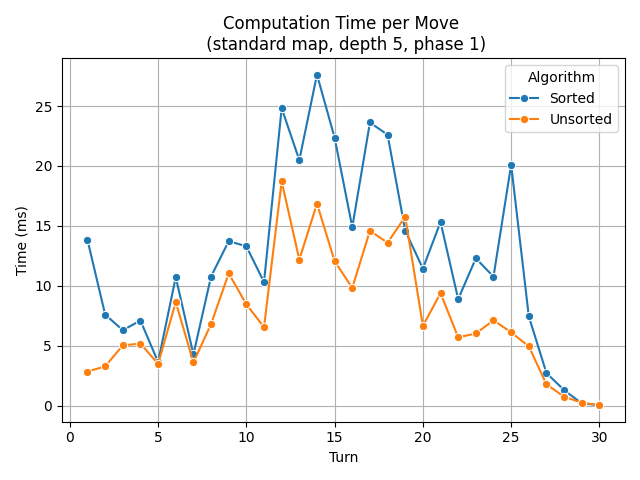 Computation Time per Move
(standard map, depth 5, phase 1)
Algorithm
Sorted
Unsorted
Time (ms)
25
20
15
10
5
0
0 5 10 15 20 25 30
Turn